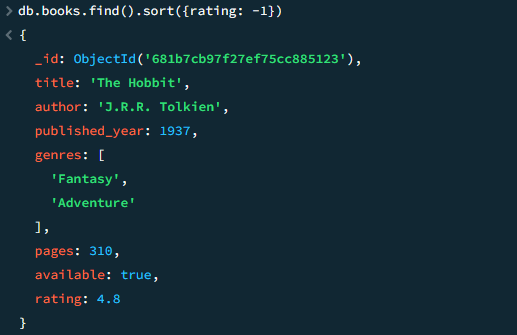 > db.books.find().sort({rating: -1})
< {
_id: ObjectId('681b7cb97f27ef75cc885123'),
title: 'The Hobbit',
author: 'J.R.R. Tolkien',
published_year: 1937,
genres: [
'Fantasy',
'Adventure'
],
pages: 310,
available: true,
rating: 4.8
}